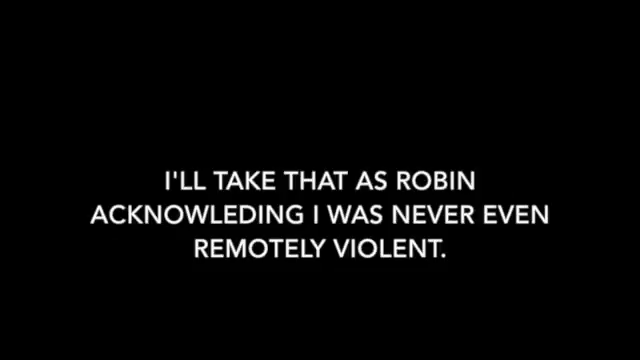 I'LL TAKE THAT AS ROBIN
ACKNOWLEDING I WAS NEVER EVEN
REMOTELY VIOLENT.